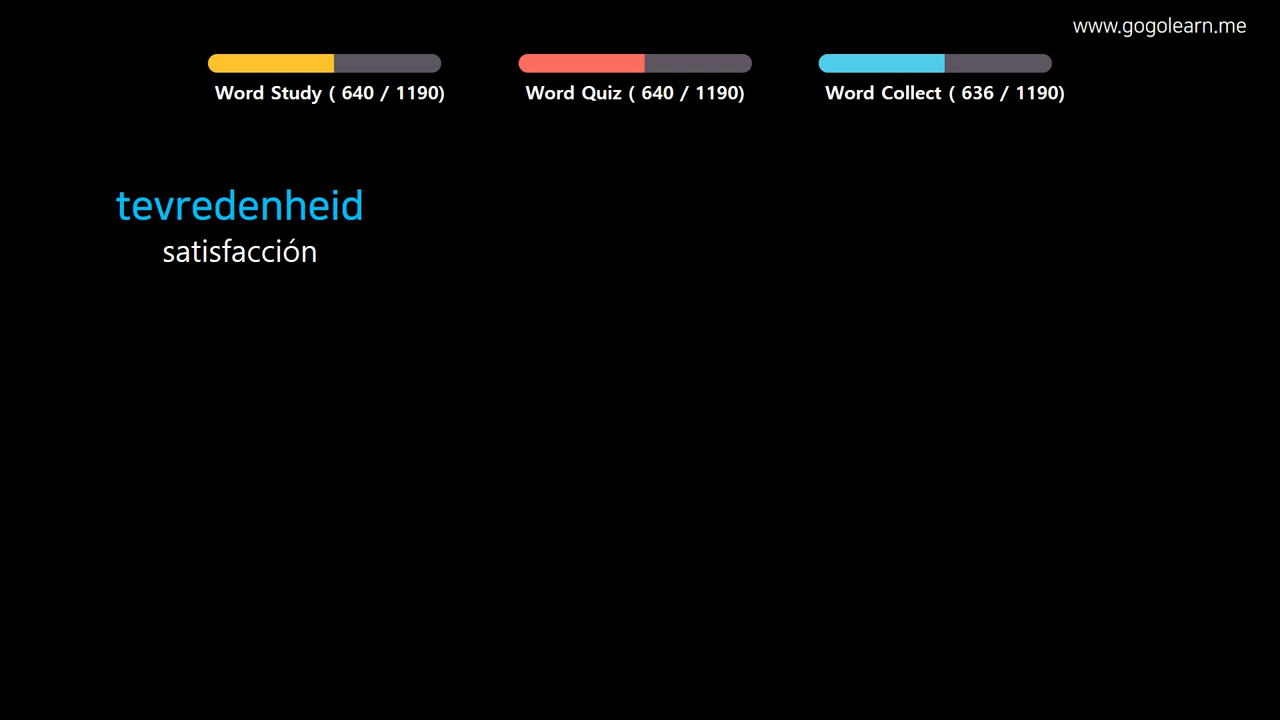 www.gogolearn.me
Word Study ( 640 / 1190)
Word Quiz ( 640 / 1190)
Word Collect ( 636 / 1190)
tevredenheid
satisfacción